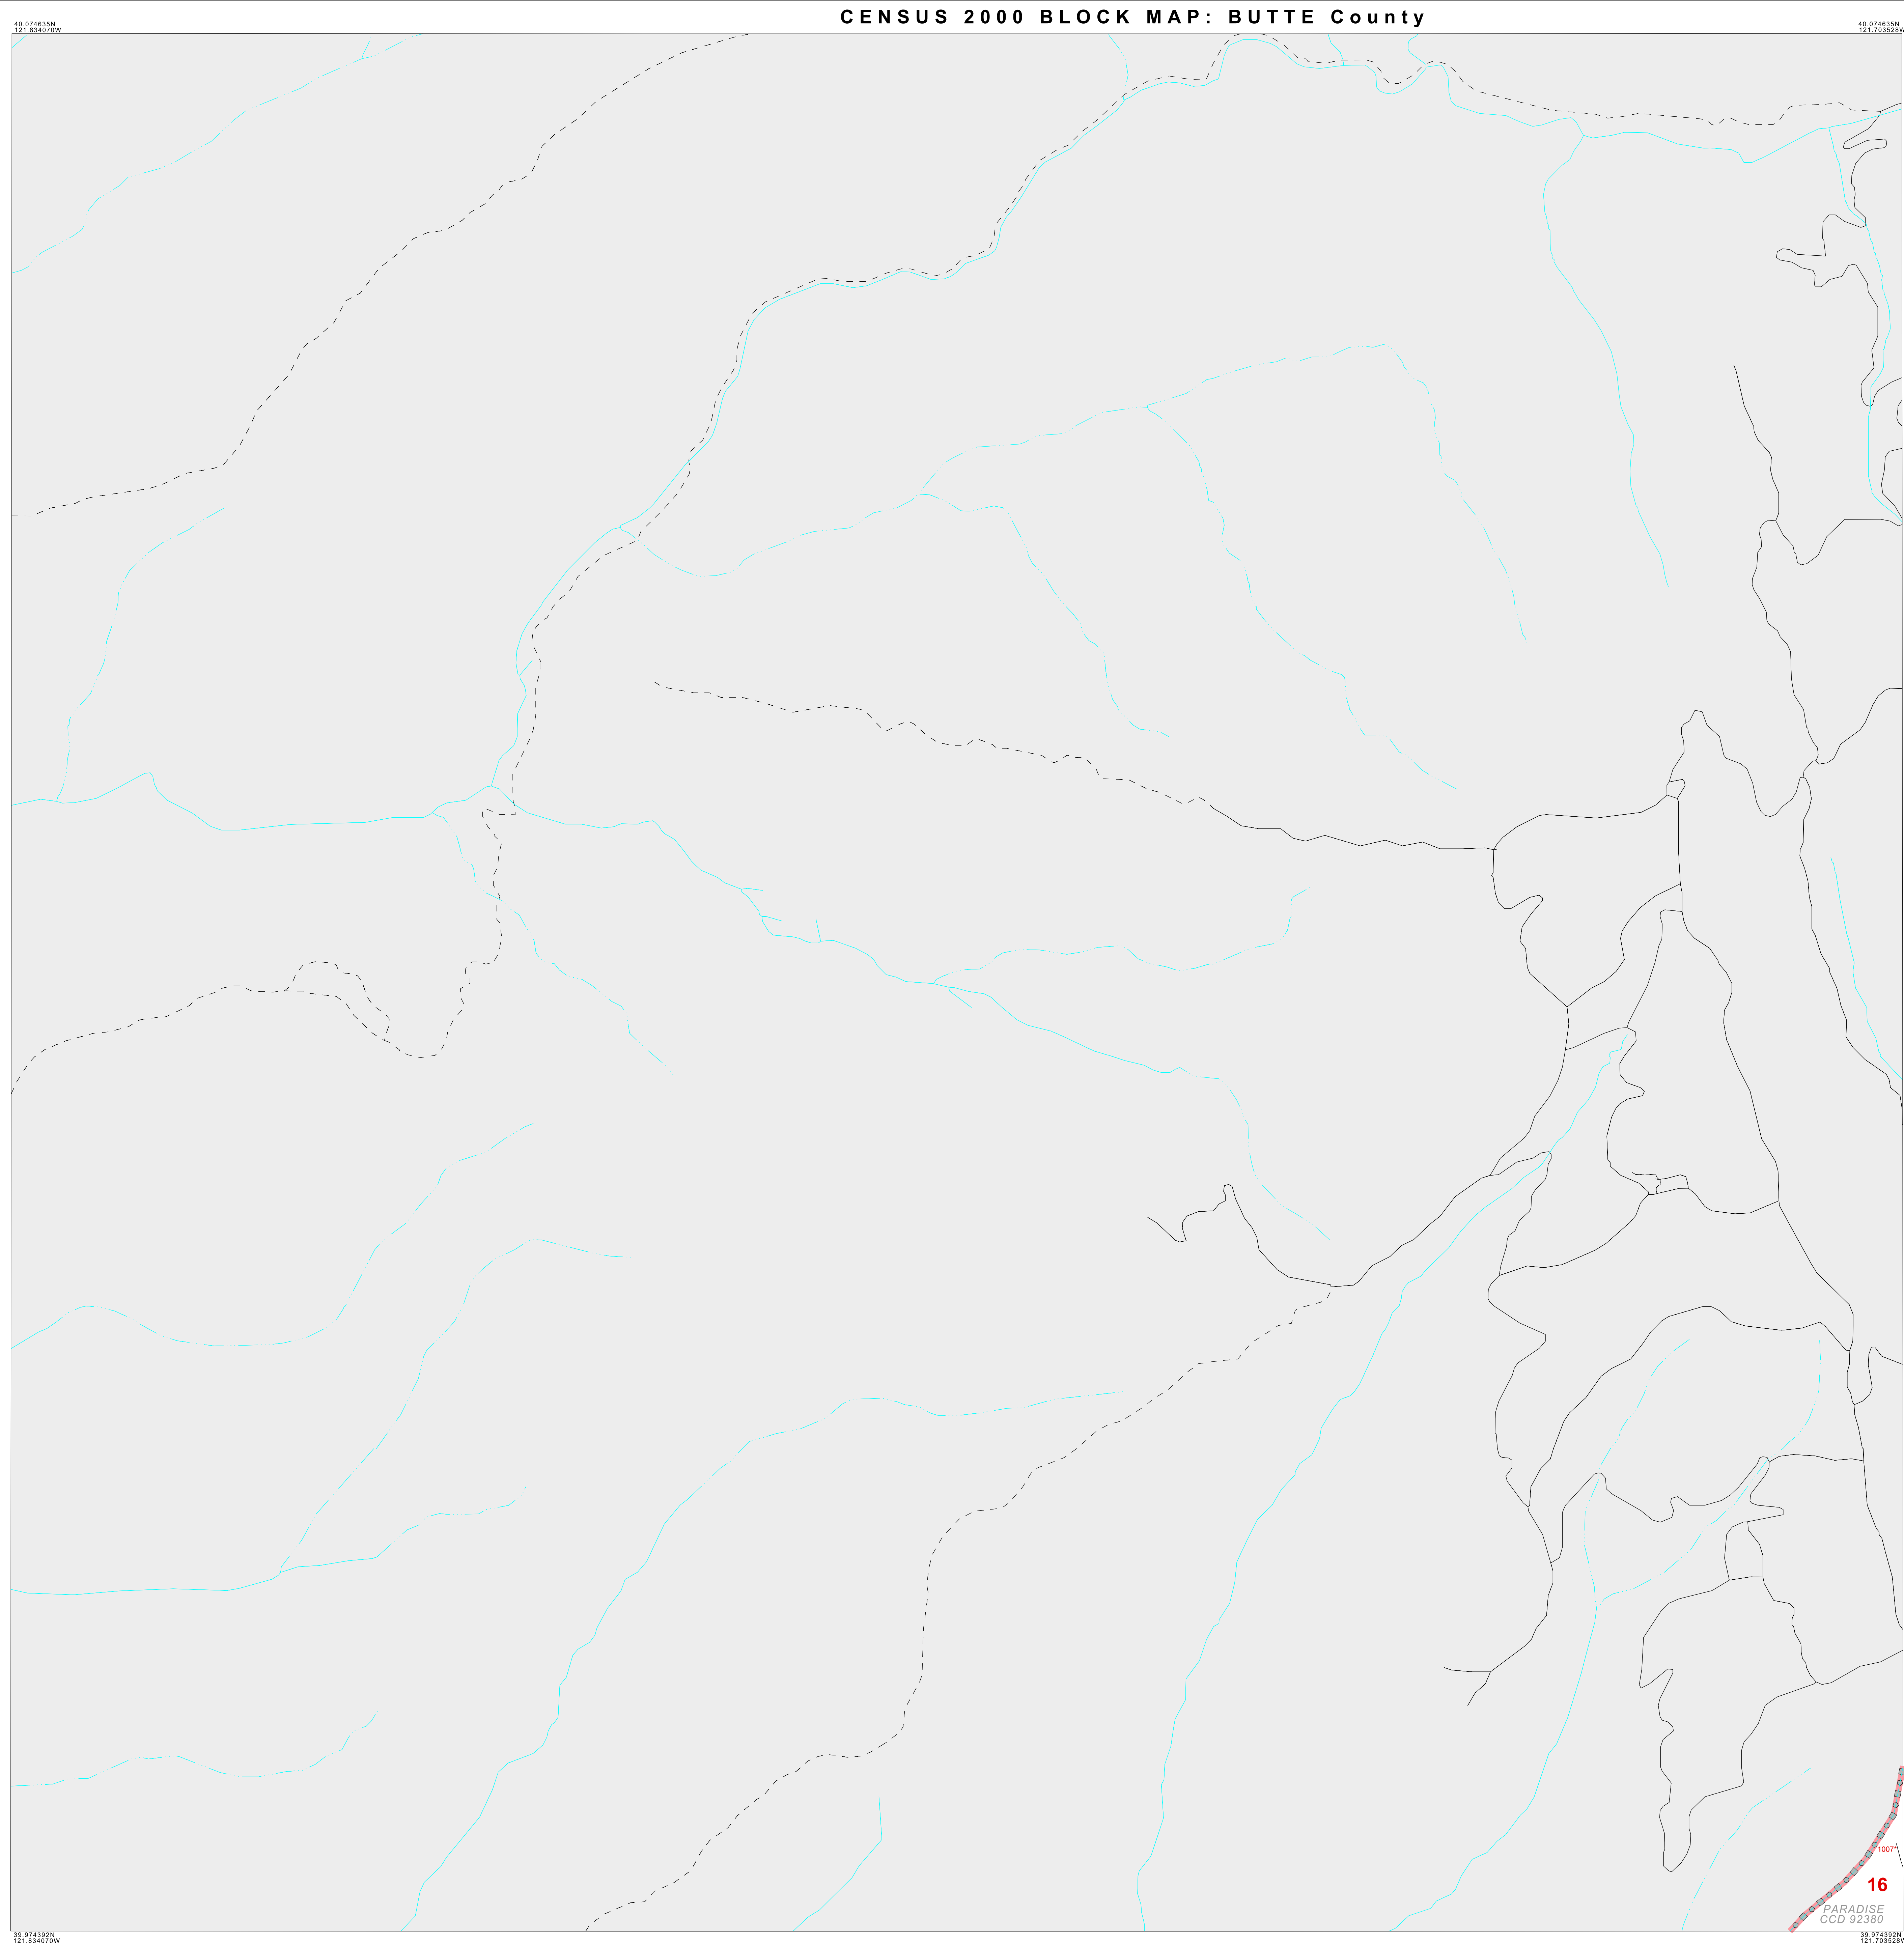 CENSUS 2000 BLOCK MAP: BUTTE County
40.074635N
121.834070W
40.074635N
121.703528W
1007*
16
PARADISE
CCD 92380
39.974392N
121.834070W
39.974392N
121.703528W